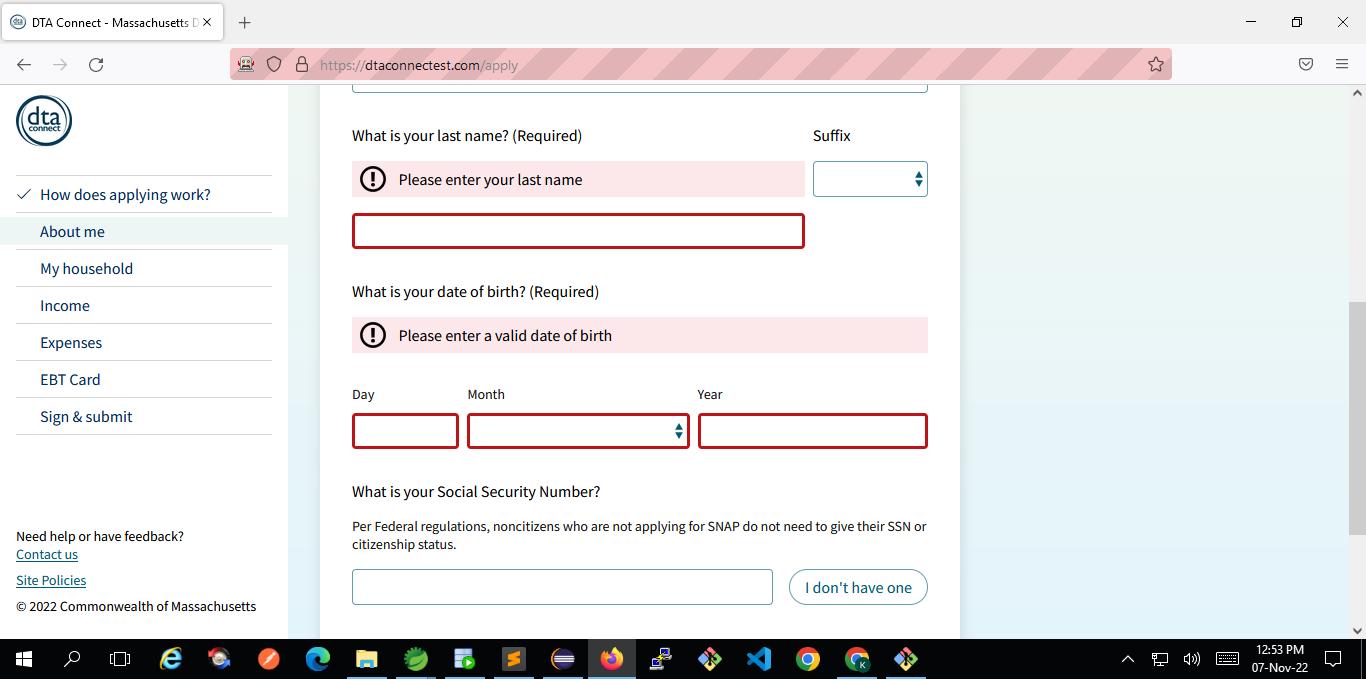 DTA Connect - Massachusetts D
https://dtaconnectest.com/apply
dta
connect
How does applying work?
About me
My household
Income
Expenses
EBT Card
Sign & submit
Need help or have feedback?
Contact us
Site Policies
© 2022 Commonwealth of Massachusetts
What is your last name? (Required)
Suffix
Please enter your last name
What is your date of birth? (Required)
Please enter a valid date of birth
Day
Month
Year
What is your Social Security Number?
Per Federal regulations, noncitizens who are not applying for SNAP do not need to give their SSN or
citizenship status.
I don't have one
K
12:53 PM
07-Nov-22